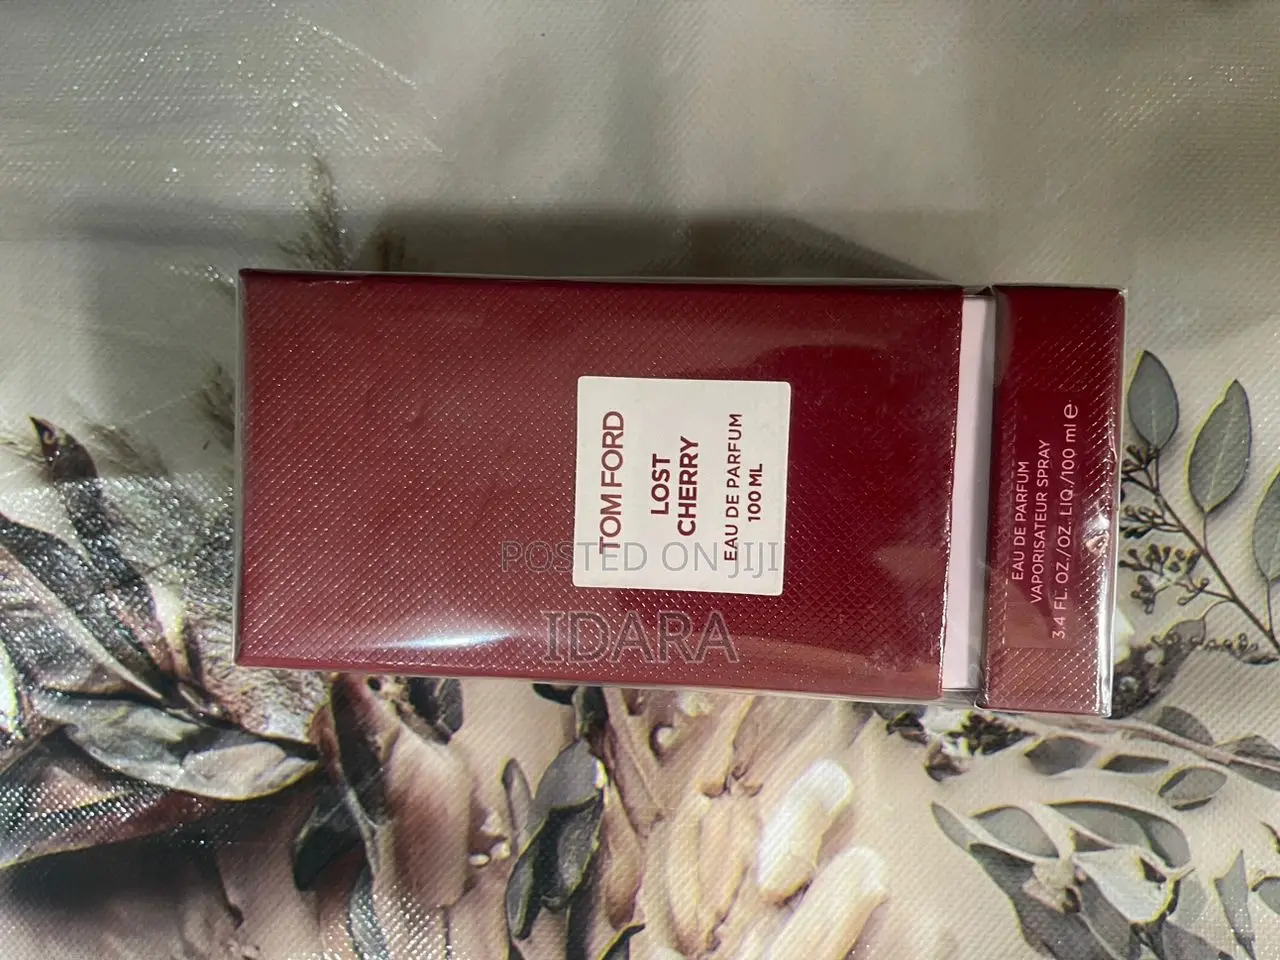 TOM FORD
LOST
CHERRY
EAU DE PARFUM
100 ML
EAU DE PARFUM
VAPORISATEUR SPRAY
3.4 FL. OZ./OZ. LIQ./100 ml ℮
POSTED ON JIJI
IDARA